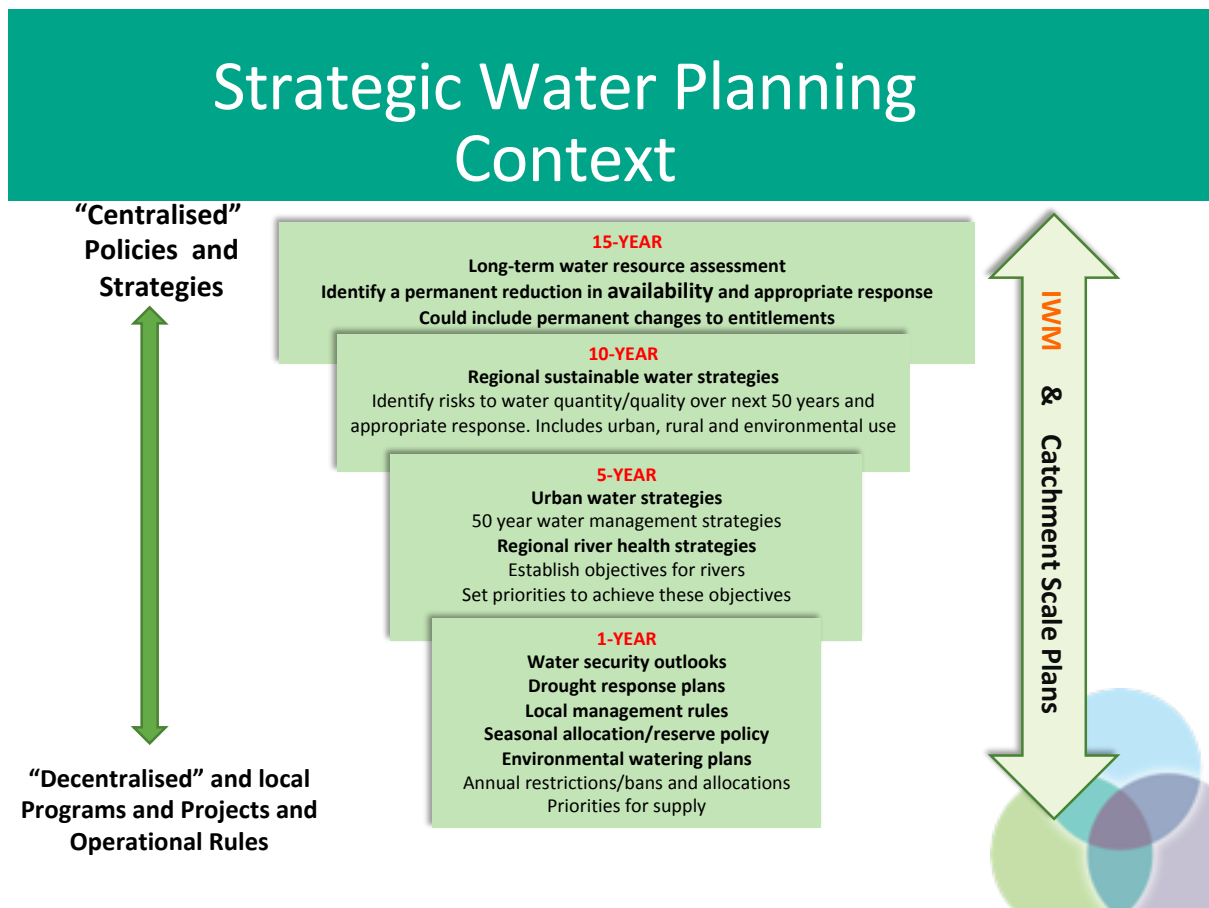 Strategic Water Planning
Context
“Centralised”
Policies and
Strategies
15-YEAR
Long-term water resource assessment
Identify a permanent reduction in availability and appropriate response
Could include permanent changes to entitlements
10-YEAR
Regional sustainable water strategies
Identify risks to water quantity/quality over next 50 years and
appropriate response. Includes urban, rural and environmental use
5-YEAR
Urban water strategies
50 year water management strategies
Regional river health strategies
Establish objectives for rivers
Set priorities to achieve these objectives
1-YEAR
Water security outlooks
Drought response plans
Local management rules
Seasonal allocation/reserve policy
Environmental watering plans
Annual restrictions/bans and allocations
Priorities for supply
“Decentralised” and local
Programs and Projects and
Operational Rules
IWM & Catchment Scale Plans